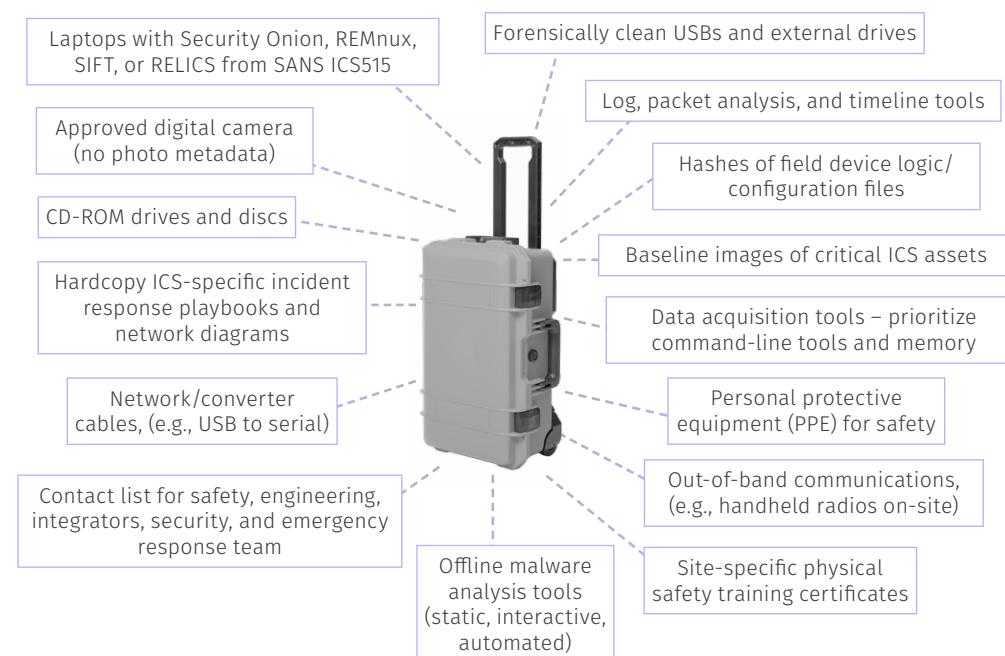 Laptops with Security Onion, REMnux,
SIFT, or RELICS from SANS ICS515
Approved digital camera
(no photo metadata)
CD-ROM drives and discs
Hardcopy ICS-specific incident
response playbooks and
network diagrams
Network/converter
cables, (e.g., USB to serial)
Contact list for safety, engineering,
integrators, security, and emergency
response team
Offline malware
analysis tools
(static, interactive,
automated)
Forensically clean USBs and external drives
Log, packet analysis, and timeline tools
Hashes of field device logic/
configuration files
Baseline images of critical ICS assets
Data acquisition tools – prioritize
command-line tools and memory
Personal protective
equipment (PPE) for safety
Out-of-band communications,
(e.g., handheld radios on-site)
Site-specific physical
safety training certificates